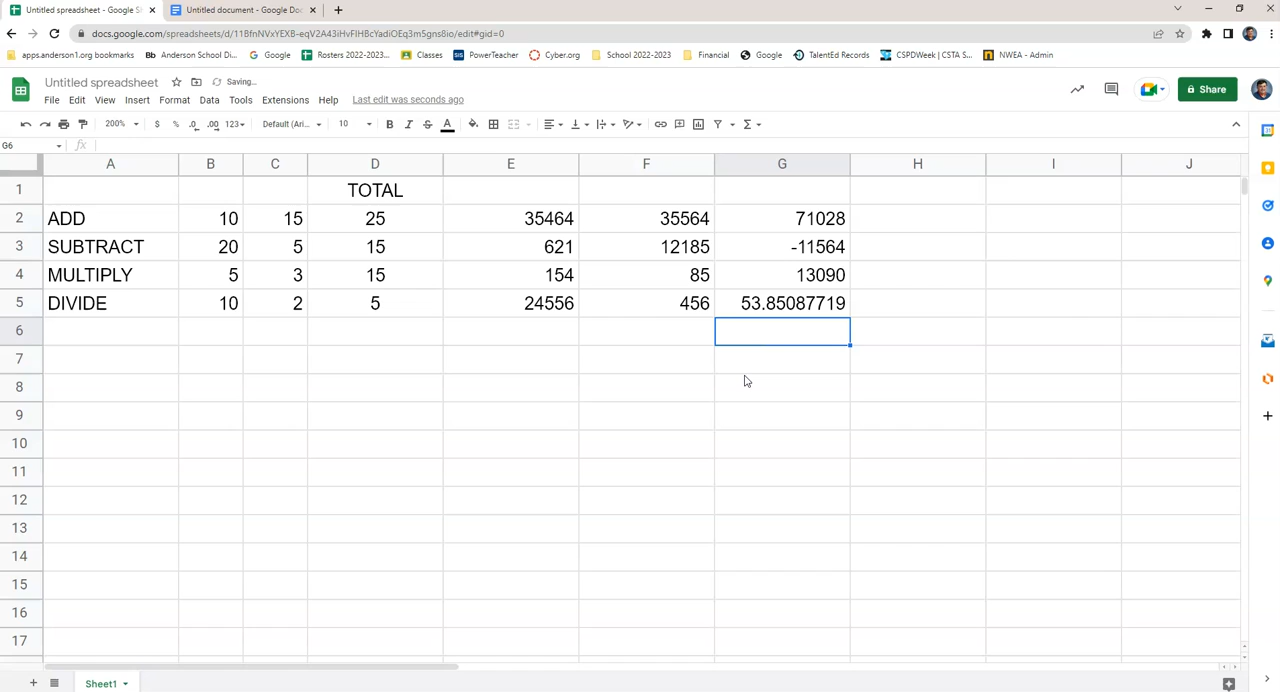 Untitled spreadsheet - Google Sh
Untitled document - Google Doc
docs.google.com/spreadsheets/d/11BfnNVxYEXB-eqV2A43iHvFIH8cYadiOEq3m5gns8io/edit#gid=0
apps.anderson1.org bookmarks Bb Anderson School Di... Google Rosters 2022-2023... Classes SIS PowerTeacher Cyber.org School 2022-2023 Financial Google TalentEd Records CSPDWeek | CSTA S... NWEA - Admin
Untitled spreadsheet Saving...
File Edit View Insert Format Data Tools Extensions Help Last edit was seconds ago
Share
200% $ % .0 .00 123 Default (Ari... 10 B I S A
G6 fx
A B C D E F G H I J
1 TOTAL
2 ADD 10 15 25 35464 35564 71028
3 SUBTRACT 20 5 15 621 12185 -11564
4 MULTIPLY 5 3 15 154 85 13090
5 DIVIDE 10 2 5 24556 456 53.85087719
6
7
8
9
10
11
12
13
14
15
16
17
Sheet1